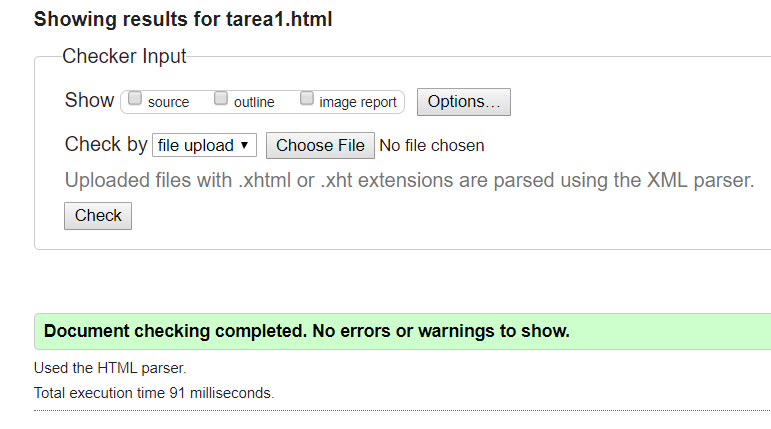 Showing results for tarea1.html
Checker Input
Show source outline image report Options...
Check by file upload Choose File No file chosen
Uploaded files with .xhtml or .xht extensions are parsed using the XML parser.
Check
Document checking completed. No errors or warnings to show.
Used the HTML parser.
Total execution time 91 milliseconds.